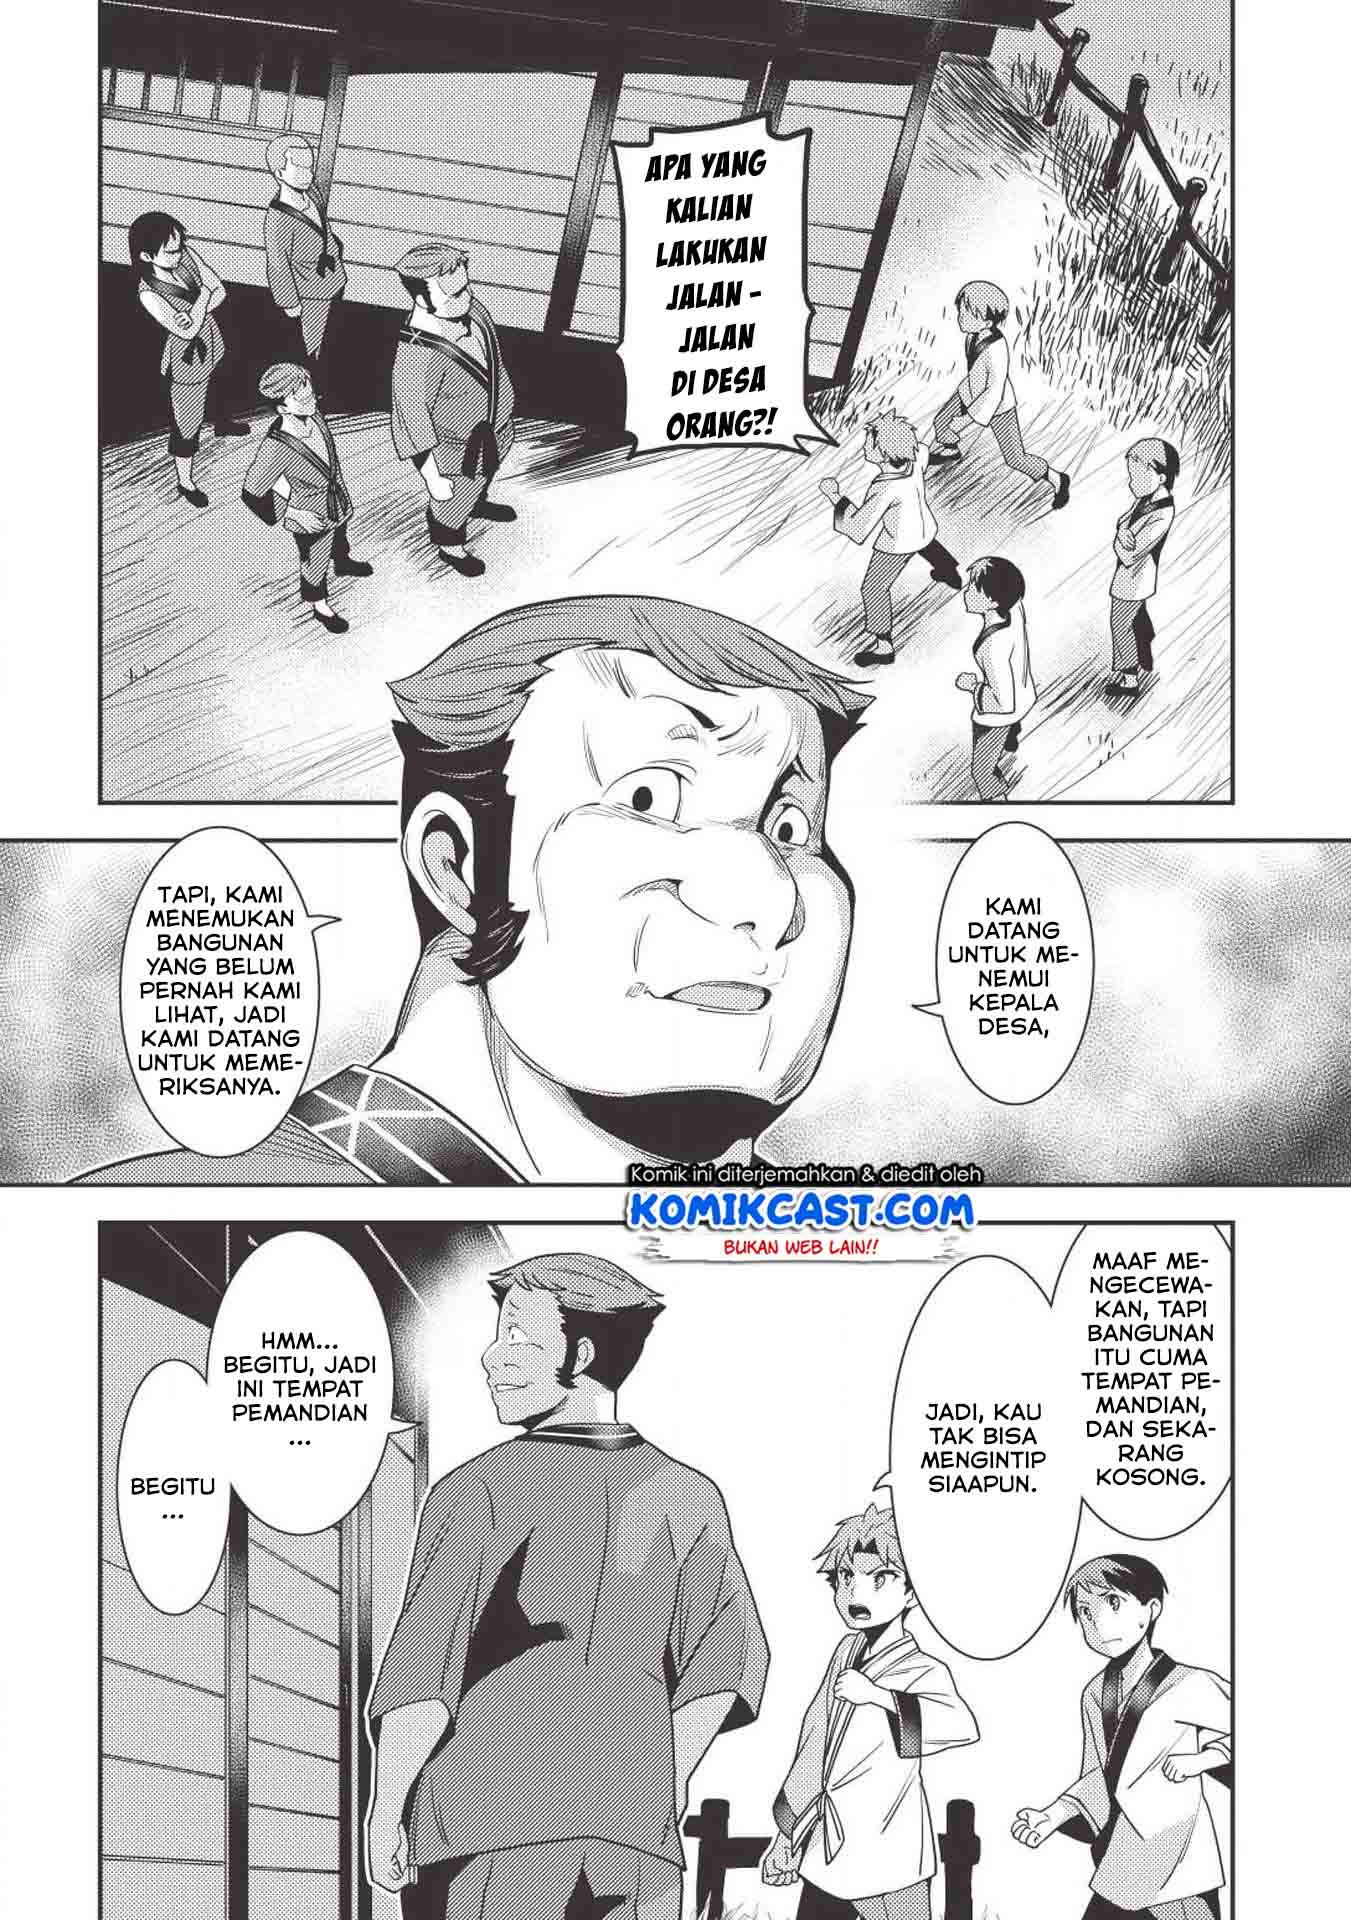 APA YANG
KALIAN
LAKUKAN
JALAN -
JALAN
DI DESA
ORANG?!
KAMI
DATANG
UNTUK ME-
NEMUI
KEPALA
DESA,
TAPI, KAMI
MENEMUKAN
BANGUNAN
YANG BELUM
PERNAH KAMI
LIHAT, JADI
KAMI DATANG
UNTUK MEME-
RIKSANYA.
Komik ini diterjemahkan & diedit oleh
KOMIKCAST.COM
BUKAN WEB LAIN!!
MAAF ME-
NGECEWA-
KAN, TAPI
BANGUNAN
ITU CUMA
TEMPAT PE-
MANDIAN,
DAN SEKA-
RANG
KOSONG.
JADI, KAU
TAK BISA
MENGINTIP
SIAAPUN.
HMM...
BEGITU, JADI
INI TEMPAT
PEMANDIAN
...
BEGITU
...